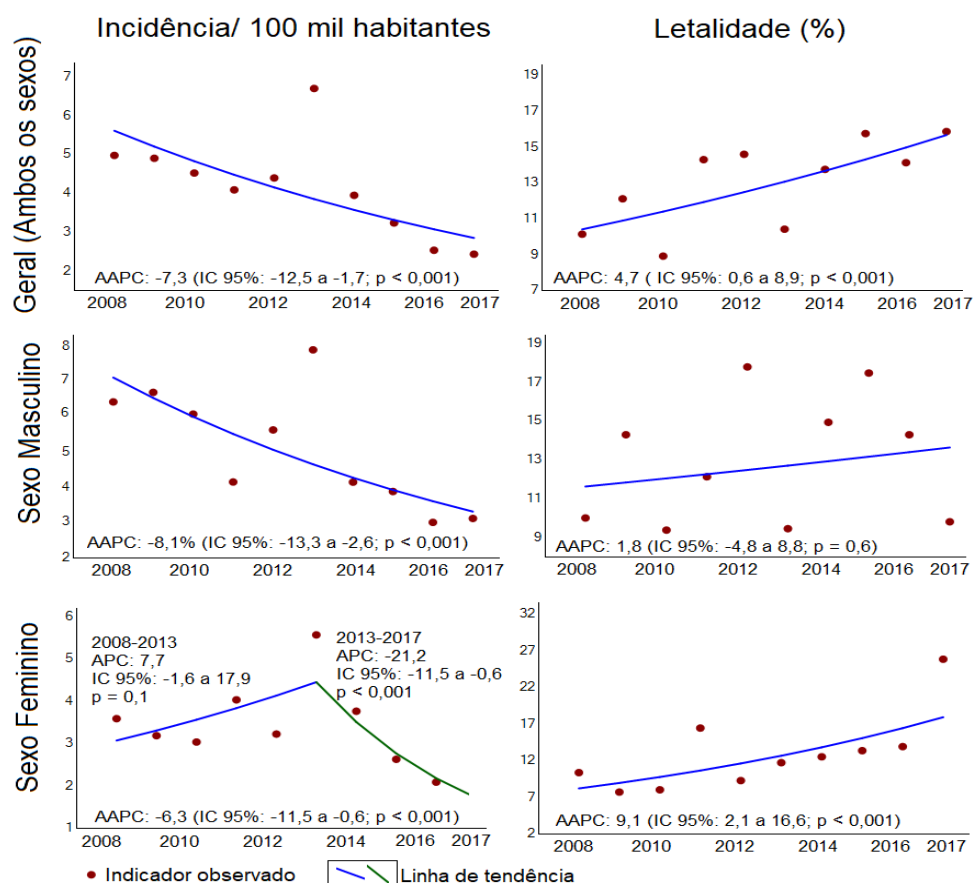 Incidência/ 100 mil habitantes
Letalidade (%)
Geral (Ambos os sexos)
7
6
5
4
3
2
AAPC: -7,3 (IC 95%: -12,5 a -1,7; p < 0,001)
2008 2010 2012 2014 2016 2017
19
17
15
13
11
9
7
AAPC: 4,7 ( IC 95%: 0,6 a 8,9; p < 0,001)
2008 2010 2012 2014 2016 2017
Sexo Masculino
8
7
6
5
4
3
2
AAPC: -8,1% (IC 95%: -13,3 a -2,6; p < 0,001)
2008 2010 2012 2014 2016 2017
19
17
15
13
11
9
AAPC: 1,8 (IC 95%: -4,8 a 8,8; p = 0,6)
2008 2010 2012 2014 2016 2017
Sexo Feminino
6
5
4
3
2
1
2008-2013
APC: 7,7
IC 95%: -1,6 a 17,9
p = 0,1
2013-2017
APC: -21,2
IC 95%: -11,5 a -0,6
p < 0,001
AAPC: -6,3 (IC 95%: -11,5 a -0,6; p < 0,001)
2008 2010 2012 2014 2016 2017
32
27
22
17
12
7
2
AAPC: 9,1 (IC 95%: 2,1 a 16,6; p < 0,001)
2008 2010 2012 2014 2016 2017
Indicador observado
Linha de tendência